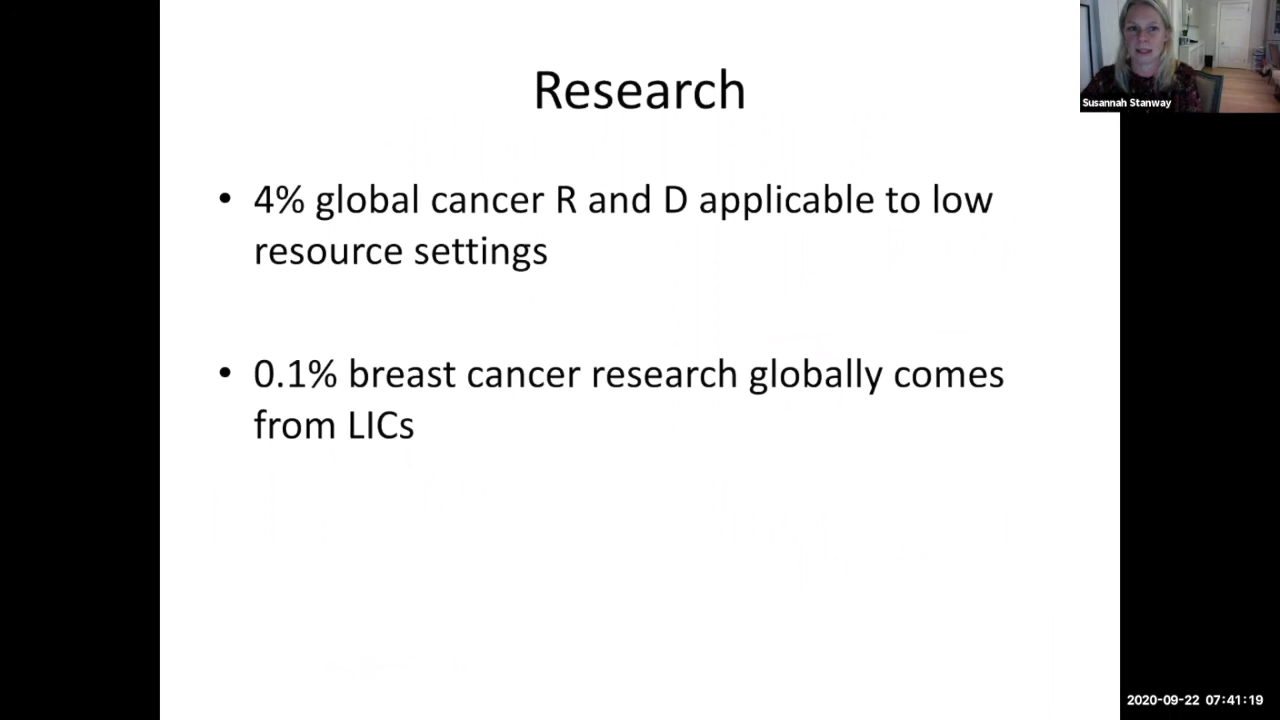 Research
• 4% global cancer R and D applicable to low
resource settings
• 0.1% breast cancer research globally comes
from LICs
Susannah Stanway
2020-09-22 07:41:19